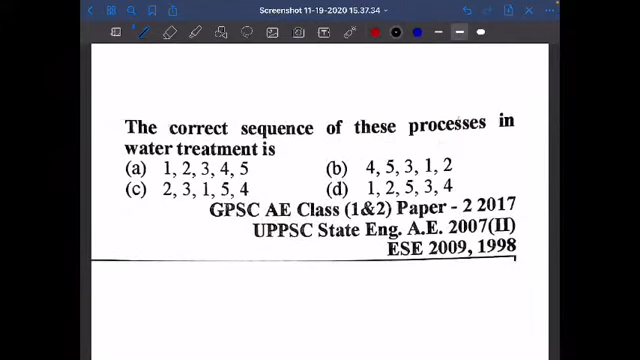 Screenshot 11-19-2020 15.37.34
The correct sequence of these processes in
water treatment is
(a) 1, 2, 3, 4, 5 (b) 4, 5, 3, 1, 2
(c) 2, 3, 1, 5, 4 (d) 1, 2, 5, 3, 4
GPSC AE Class (1&2) Paper - 2 2017
UPPSC State Eng. A.E. 2007(II)
ESE 2009, 1998